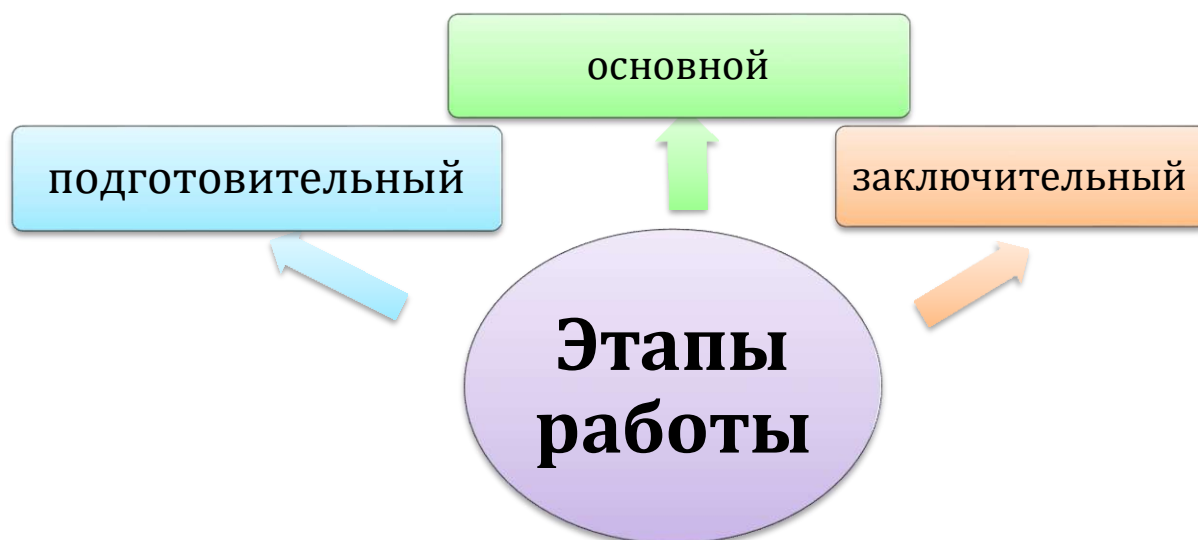 основной
подготовительный
заключительный
Этапы
работы